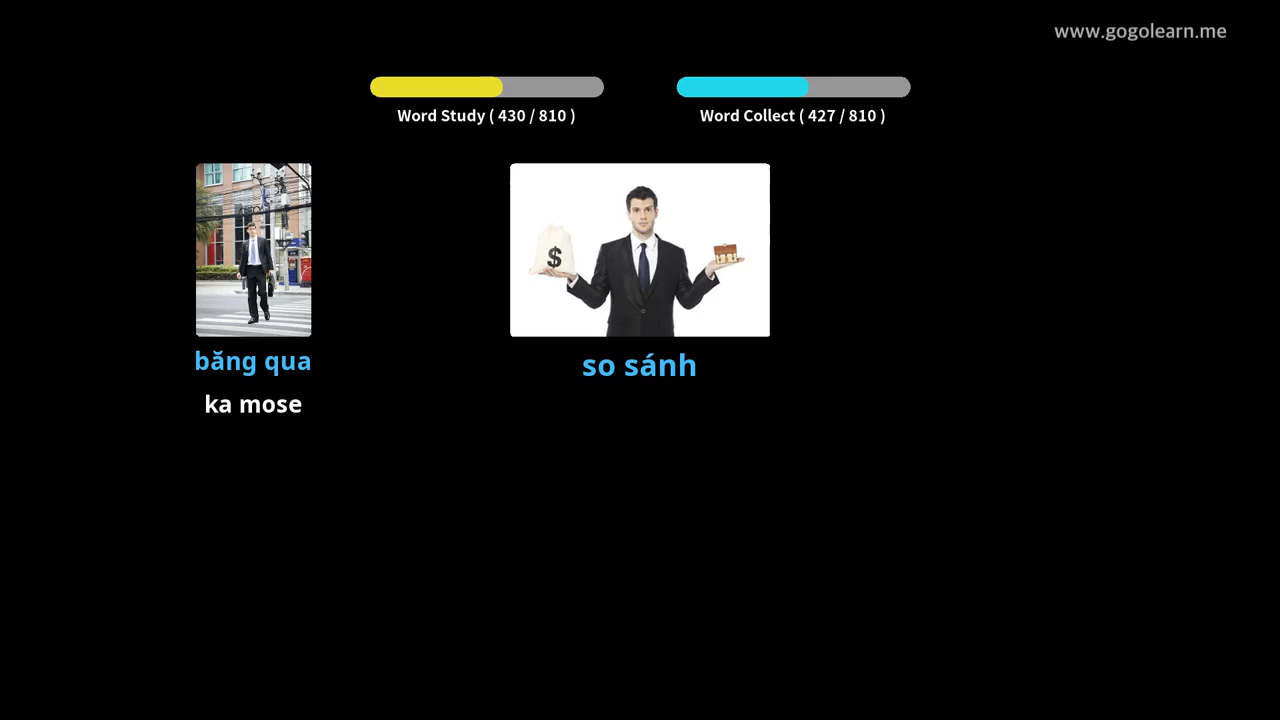 www.gogolearn.me
Word Study ( 430 / 810 )
Word Collect ( 427 / 810 )
$
băng qua
so sánh
ka mose